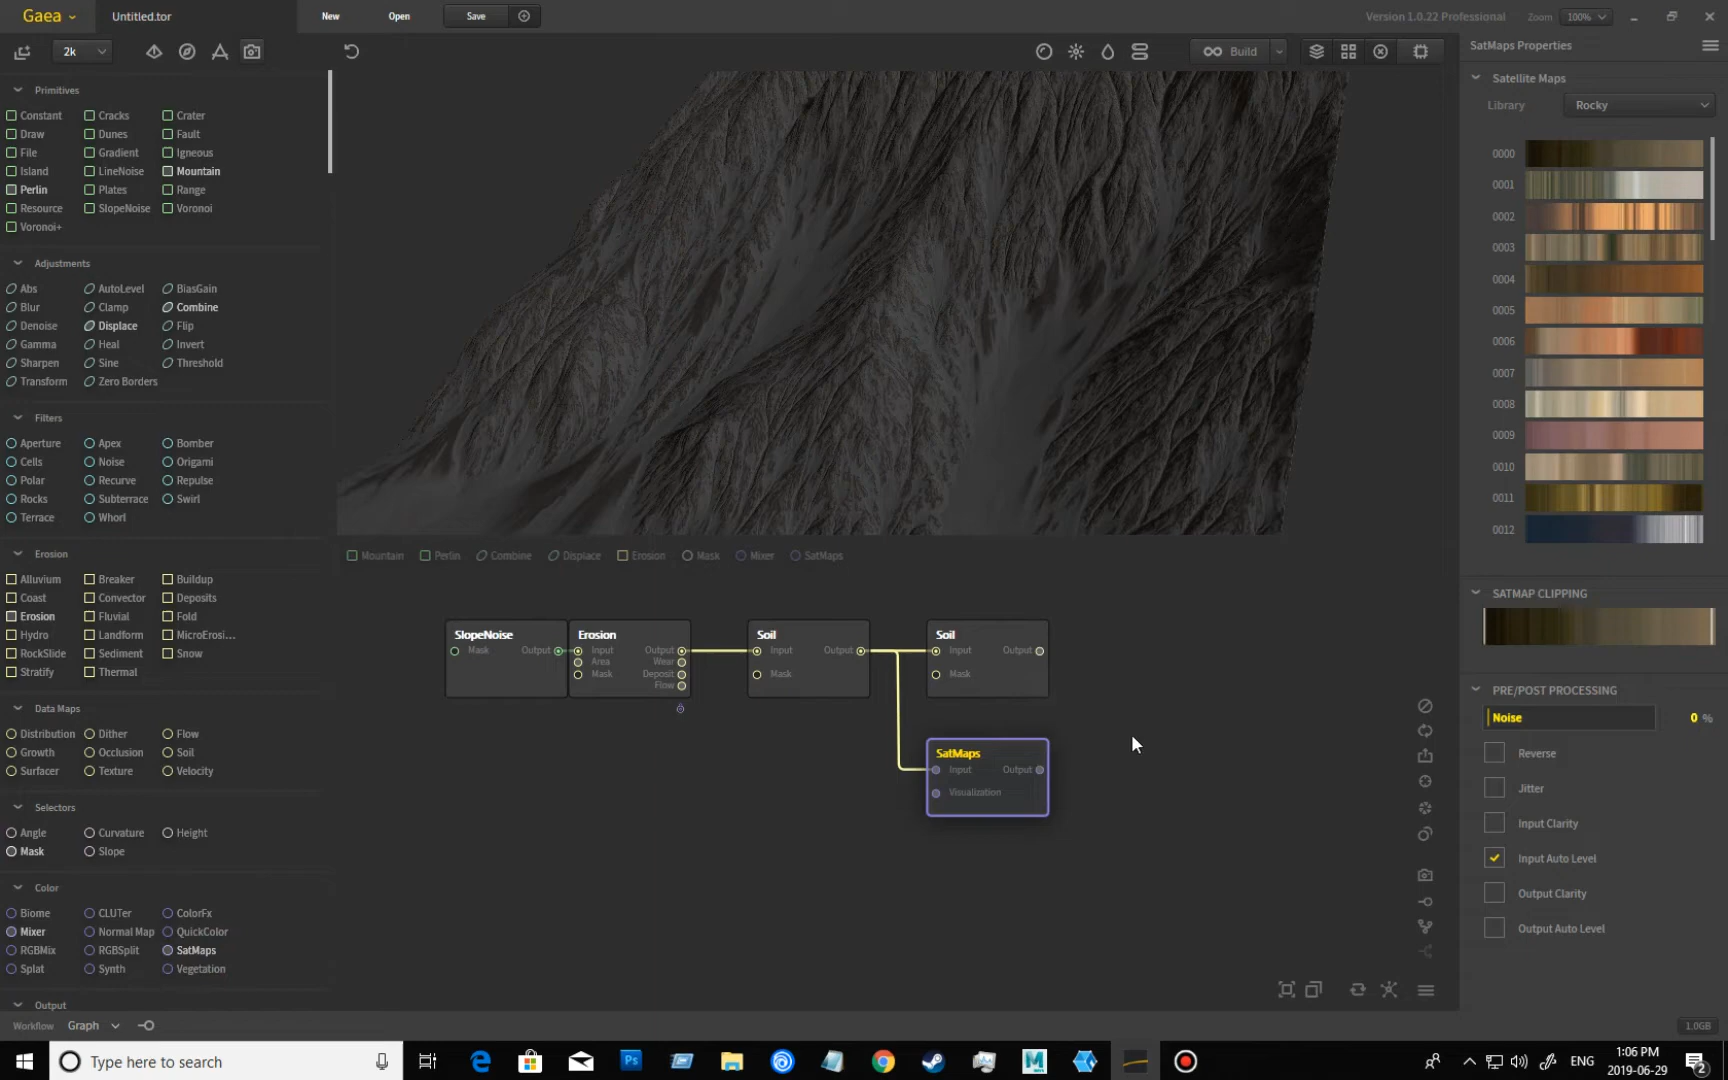 Gaea
Untitled.tor
New
Open
Save
Version 1.0.22 Professional
Zoom
100%
2k
Build
SatMaps Properties
Primitives
Constant
Cracks
Crater
Draw
Dunes
Fault
File
Gradient
Igneous
Island
LineNoise
Mountain
Perlin
Plates
Range
Resource
SlopeNoise
Voronoi
Voronoi+
Adjustments
Abs
AutoLevel
BiasGain
Blur
Clamp
Combine
Denoise
Displace
Flip
Gamma
Heal
Invert
Sharpen
Sine
Threshold
Transform
Zero Borders
Filters
Aperture
Apex
Bomber
Cells
Noise
Origami
Polar
Recurve
Repulse
Rocks
Subterrace
Swirl
Terrace
Whorl
Erosion
Alluvium
Breaker
Buildup
Coast
Convector
Deposits
Erosion
Fluvial
Fold
Hydro
Landform
MicroErosi...
RockSlide
Sediment
Snow
Stratify
Thermal
Data Maps
Distribution
Dither
Flow
Growth
Occlusion
Soil
Surfacer
Texture
Velocity
Selectors
Angle
Curvature
Height
Mask
Slope
Color
Biome
CLUTer
ColorFx
Mixer
Normal Map
QuickColor
RGBMix
RGBSplit
SatMaps
Splat
Synth
Vegetation
Output
Workflow
Graph
Mountain
Perlin
Combine
Displace
Erosion
Mask
Mixer
SatMaps
SlopeNoise
Mask
Output
Erosion
Input
Output
Area
Wear
Mask
Deposit
Flow
Soil
Input
Output
Mask
Soil
Input
Output
Mask
SatMaps
Input
Output
Visualization
Satellite Maps
Library
Rocky
0000
0001
0002
0003
0004
0005
0006
0007
0008
0009
0010
0011
0012
SATMAP CLIPPING
PRE/POST PROCESSING
Noise
0 %
Reverse
Jitter
Input Clarity
Input Auto Level
Output Clarity
Output Auto Level
1.0GB
Type here to search
Ps
M
ENG
1:06 PM
2019-06-29
2